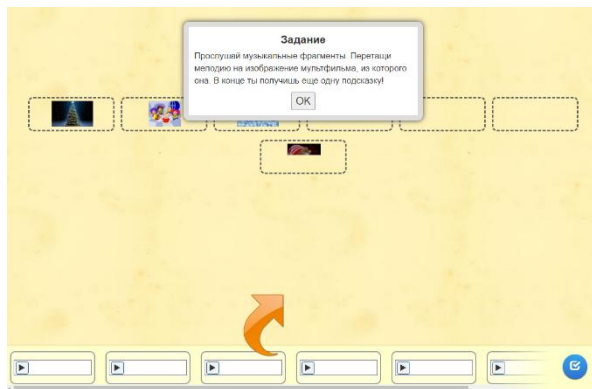 Задание
Прослушай музыкальные фрагменты. Перетащи
мелодию на изображение мультфильма, из которого
она. В конце ты получишь еще одну подсказку!
OK